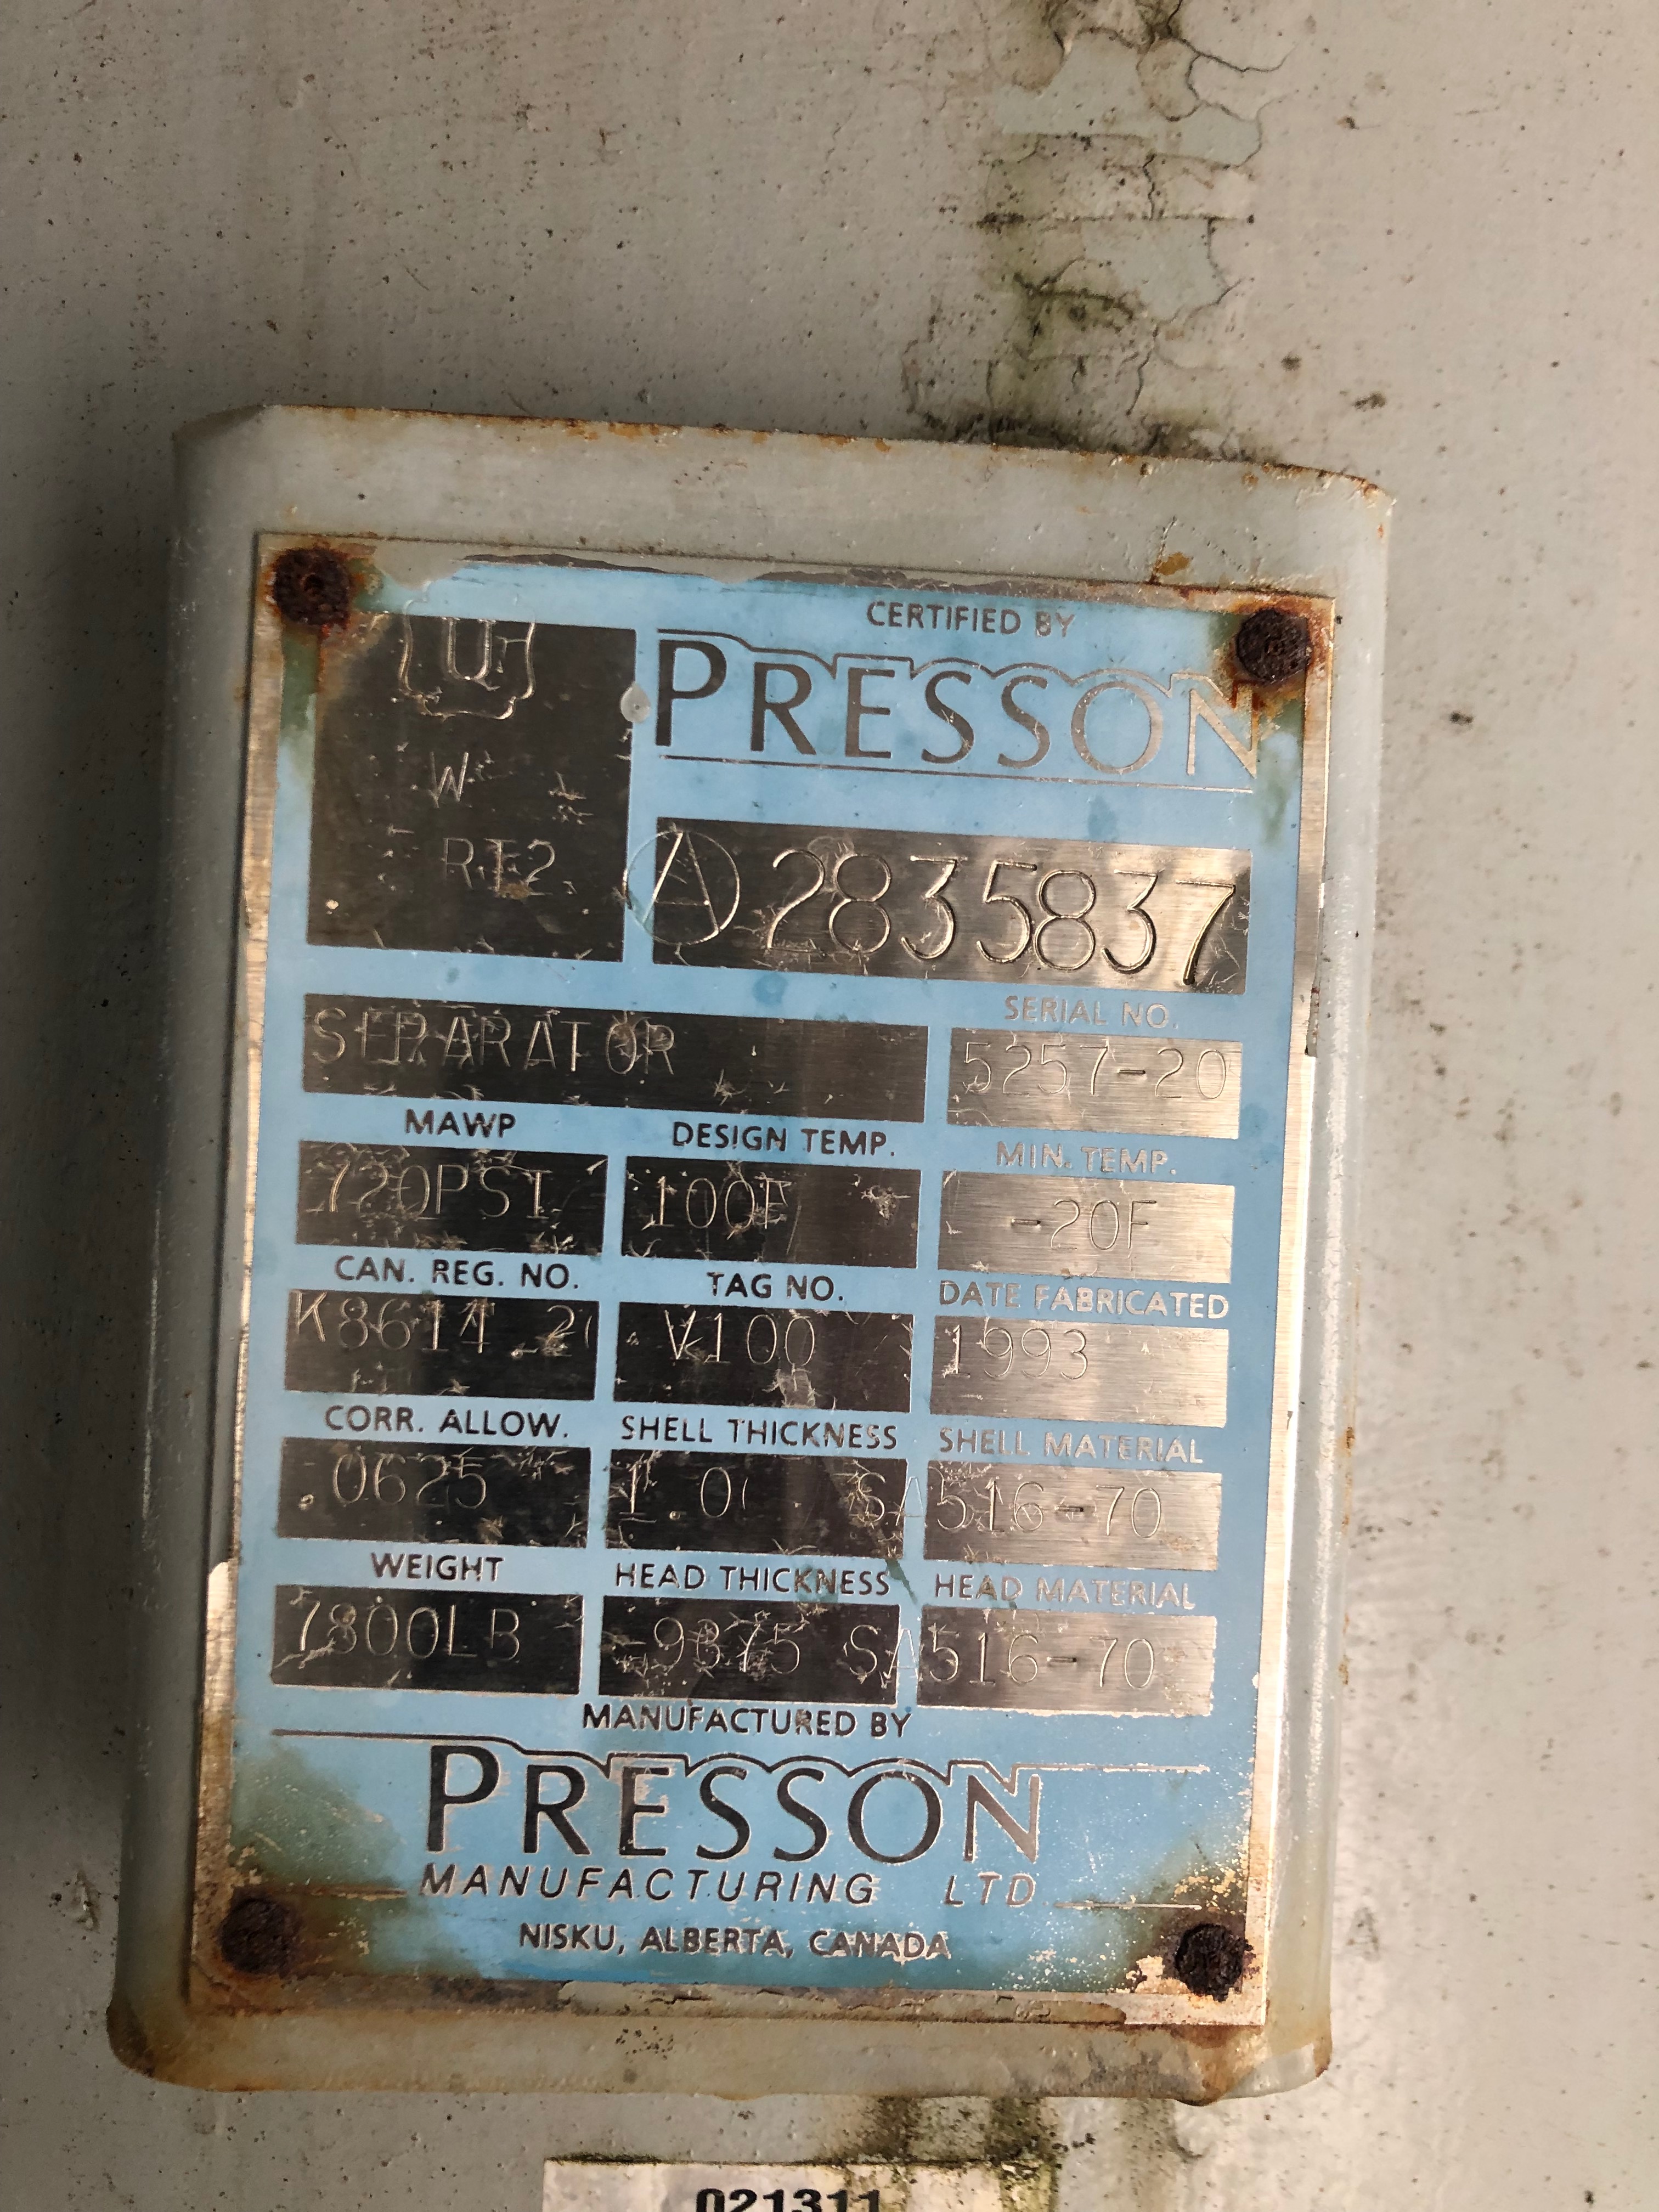 CERTIFIED BY
PRESSON
U
W
RT2
A 2835837
SERIAL NO.
SEPARATOR 5257-20
MAWP DESIGN TEMP. MIN. TEMP.
720PSI 100F -20F
CAN. REG. NO. TAG NO. DATE FABRICATED
V100 1993
CORR. ALLOW. SHELL THICKNESS SHELL MATERIAL
.0625 SA516-70
WEIGHT HEAD THICKNESS HEAD MATERIAL
7800LB .9375 SA516-70
MANUFACTURED BY
PRESSON
MANUFACTURING LTD
NISKU, ALBERTA, CANADA
021311